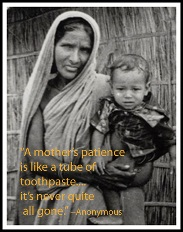 "A mother's patience
is like a tube of
toothpaste...
it's never quite
all gone." --Anonymous